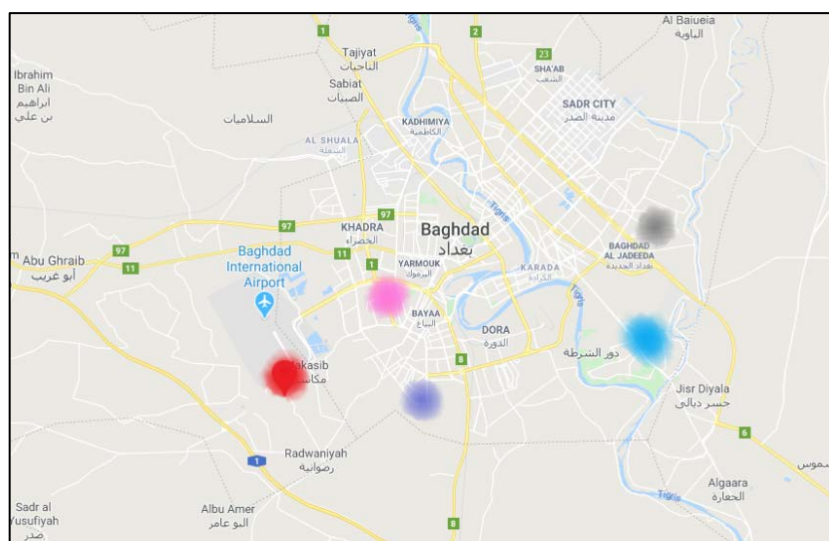 1
2
Al Baiueia
الباوية
Tajiyat
التاجيات
23
SHA'AB
الشعب
Ibrahim
Bin Ali
ابراهيم
بن علي
Sabiat
الصبيات
SADR CITY
مدينة الصدر
السلاميات
KADHIMIYA
الكاظمية
AL SHUALA
الشعلة
Tigris
97
KHADRA
الخضراء
Baghdad
بغداد
97
Abu Ghraib
أبو غريب
11
Baghdad
International
Airport
11
1
YARMOUK
اليرموك
KARADA
الكرادة
BAGHDAD
AL JADEEDA
بغداد الجديدة
Tigris
BAYAA
البياع
DORA
الدورة
دور الشرطة
8
Jisr Diyala
جسر ديالى
6
Radwaniyah
رضوانية
1
Algaara
الجعارة
Tigris
Sadr al
Yusufiyah
صدر
Albu Amer
البو عامر
8